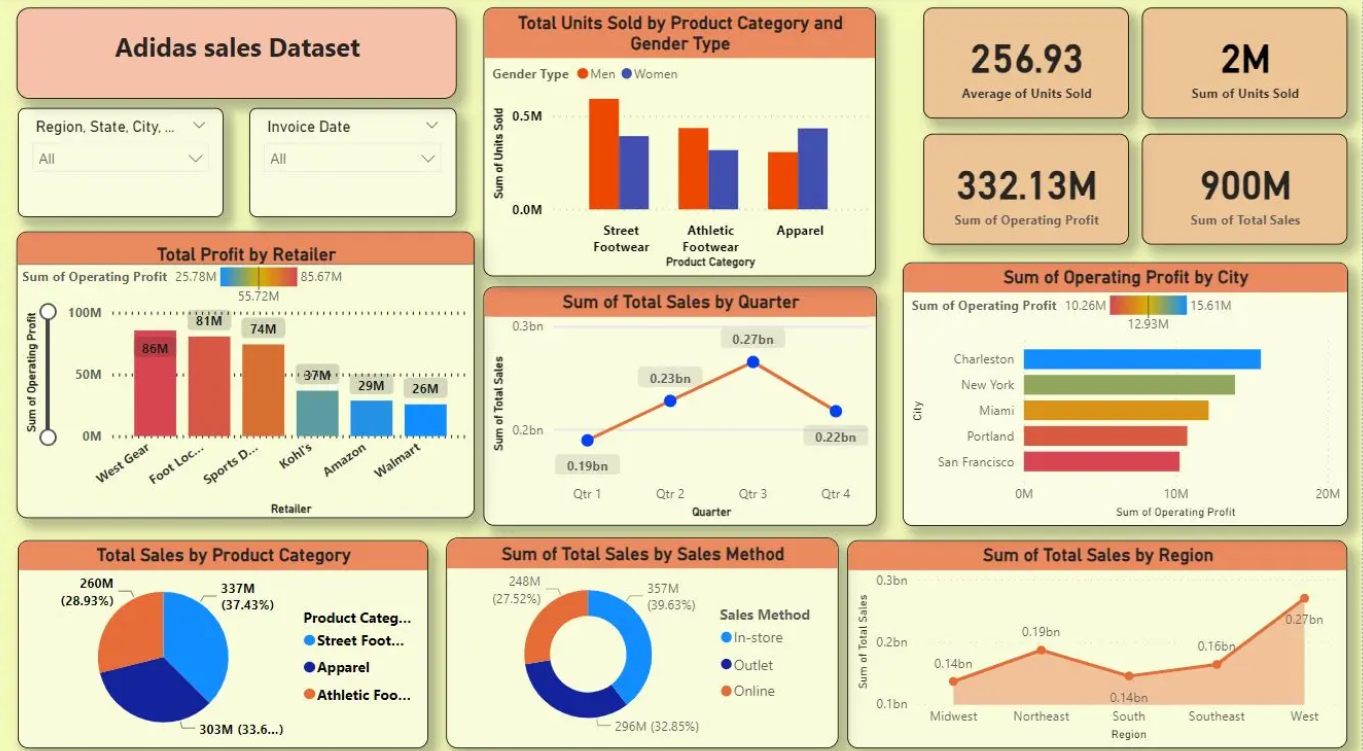 Adidas sales Dataset
Region, State, City, ...
All
Invoice Date
All
Total Units Sold by Product Category and
Gender Type
Gender Type Men Women
Sum of Units Sold
0.5M
0.0M
Street
Footwear
Athletic
Footwear
Apparel
Product Category
256.93
Average of Units Sold
2M
Sum of Units Sold
332.13M
Sum of Operating Profit
900M
Sum of Total Sales
Total Profit by Retailer
Sum of Operating Profit 25.78M 85.67M
55.72M
Sum of Operating Profit
100M
50M
0M
86M
81M
74M
37M
29M
26M
West Gear
Foot Loc...
Sports D...
Kohl's
Amazon
Walmart
Retailer
Sum of Total Sales by Quarter
Sum of Total Sales
0.3bn
0.2bn
0.19bn
0.23bn
0.27bn
0.22bn
Qtr 1
Qtr 2
Qtr 3
Qtr 4
Quarter
Sum of Operating Profit by City
Sum of Operating Profit 10.26M 15.61M
12.93M
City
Charleston
New York
Miami
Portland
San Francisco
0M
10M
20M
Sum of Operating Profit
Total Sales by Product Category
260M
(28.93%)
337M
(37.43%)
303M (33.6...)
Product Categ...
Street Foot...
Apparel
Athletic Foo...
Sum of Total Sales by Sales Method
248M
(27.52%)
357M
(39.63%)
296M (32.85%)
Sales Method
In-store
Outlet
Online
Sum of Total Sales by Region
Sum of Total Sales
0.3bn
0.2bn
0.1bn
0.14bn
0.19bn
0.14bn
0.16bn
0.27bn
Midwest
Northeast
South
Southeast
West
Region